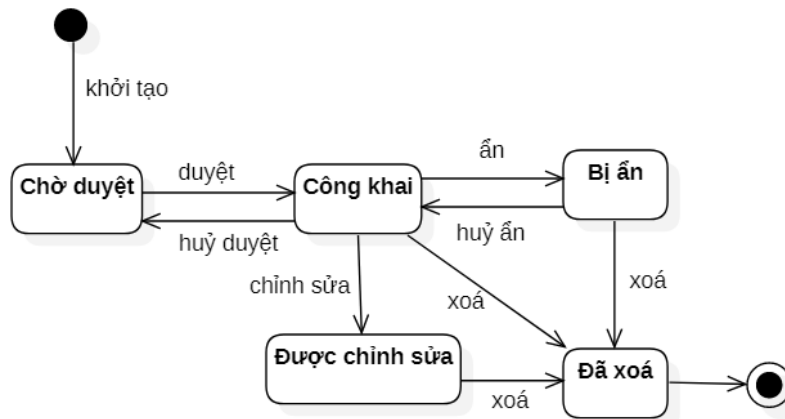 khởi tạo
Chờ duyệt
duyệt
huỷ duyệt
Công khai
ẩn
huỷ ẩn
Bị ẩn
chỉnh sửa
xoá
xoá
Được chỉnh sửa
xoá
Đã xoá